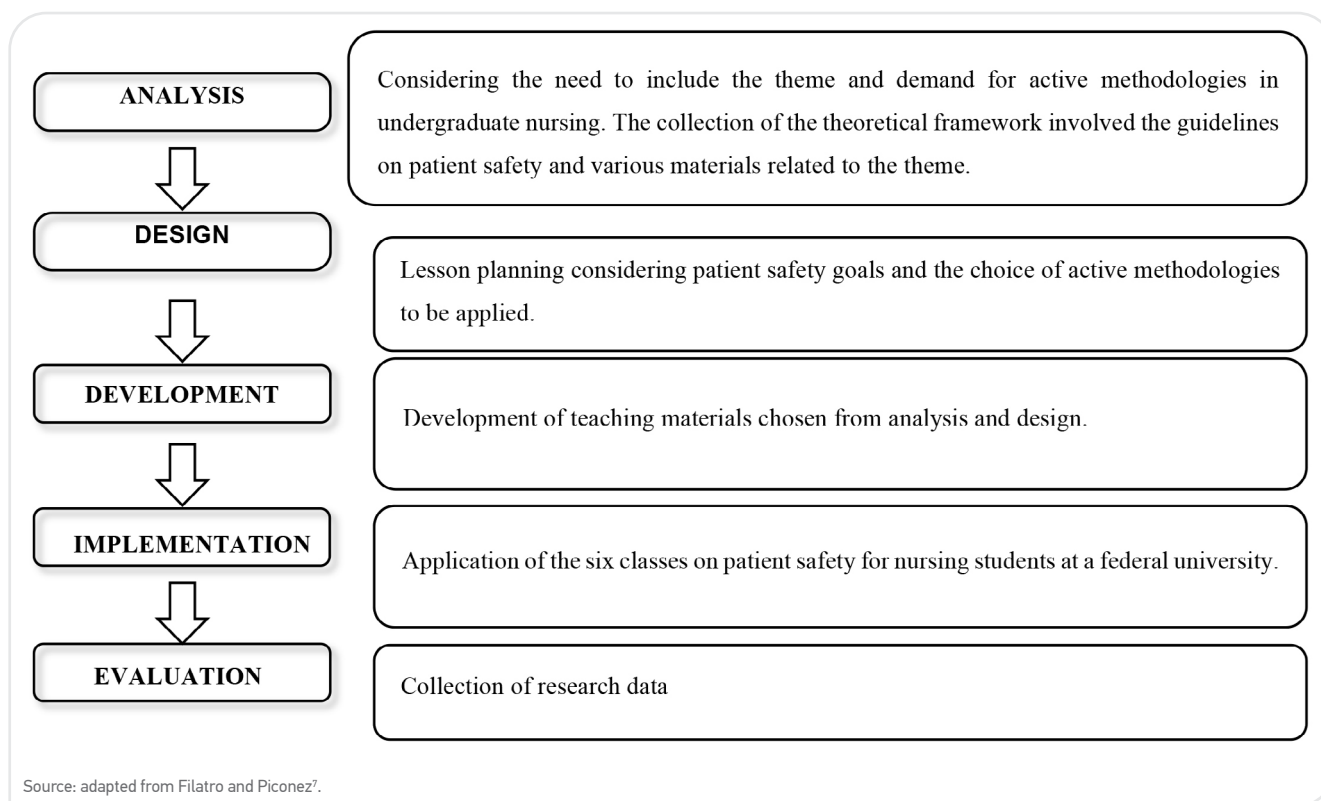 ANALYSIS
Considering the need to include the theme and demand for active methodologies in
undergraduate nursing. The collection of the theoretical framework involved the guidelines
on patient safety and various materials related to the theme.
DESIGN
Lesson planning considering patient safety goals and the choice of active methodologies
to be applied.
DEVELOPMENT
Development of teaching materials chosen from analysis and design.
IMPLEMENTATION
Application of the six classes on patient safety for nursing students at a federal university.
EVALUATION
Collection of research data
Source: adapted from Filatro and Piconez⁷.